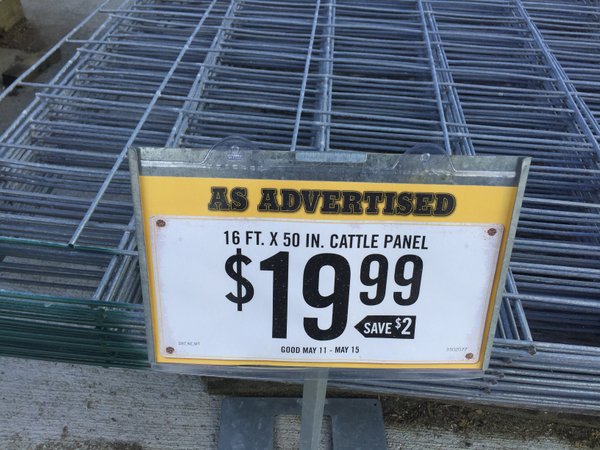 AS ADVERTISED
16 FT. X 50 IN. CATTLE PANEL
$19.99
SAVE $2
GOOD MAY 11 - MAY 15